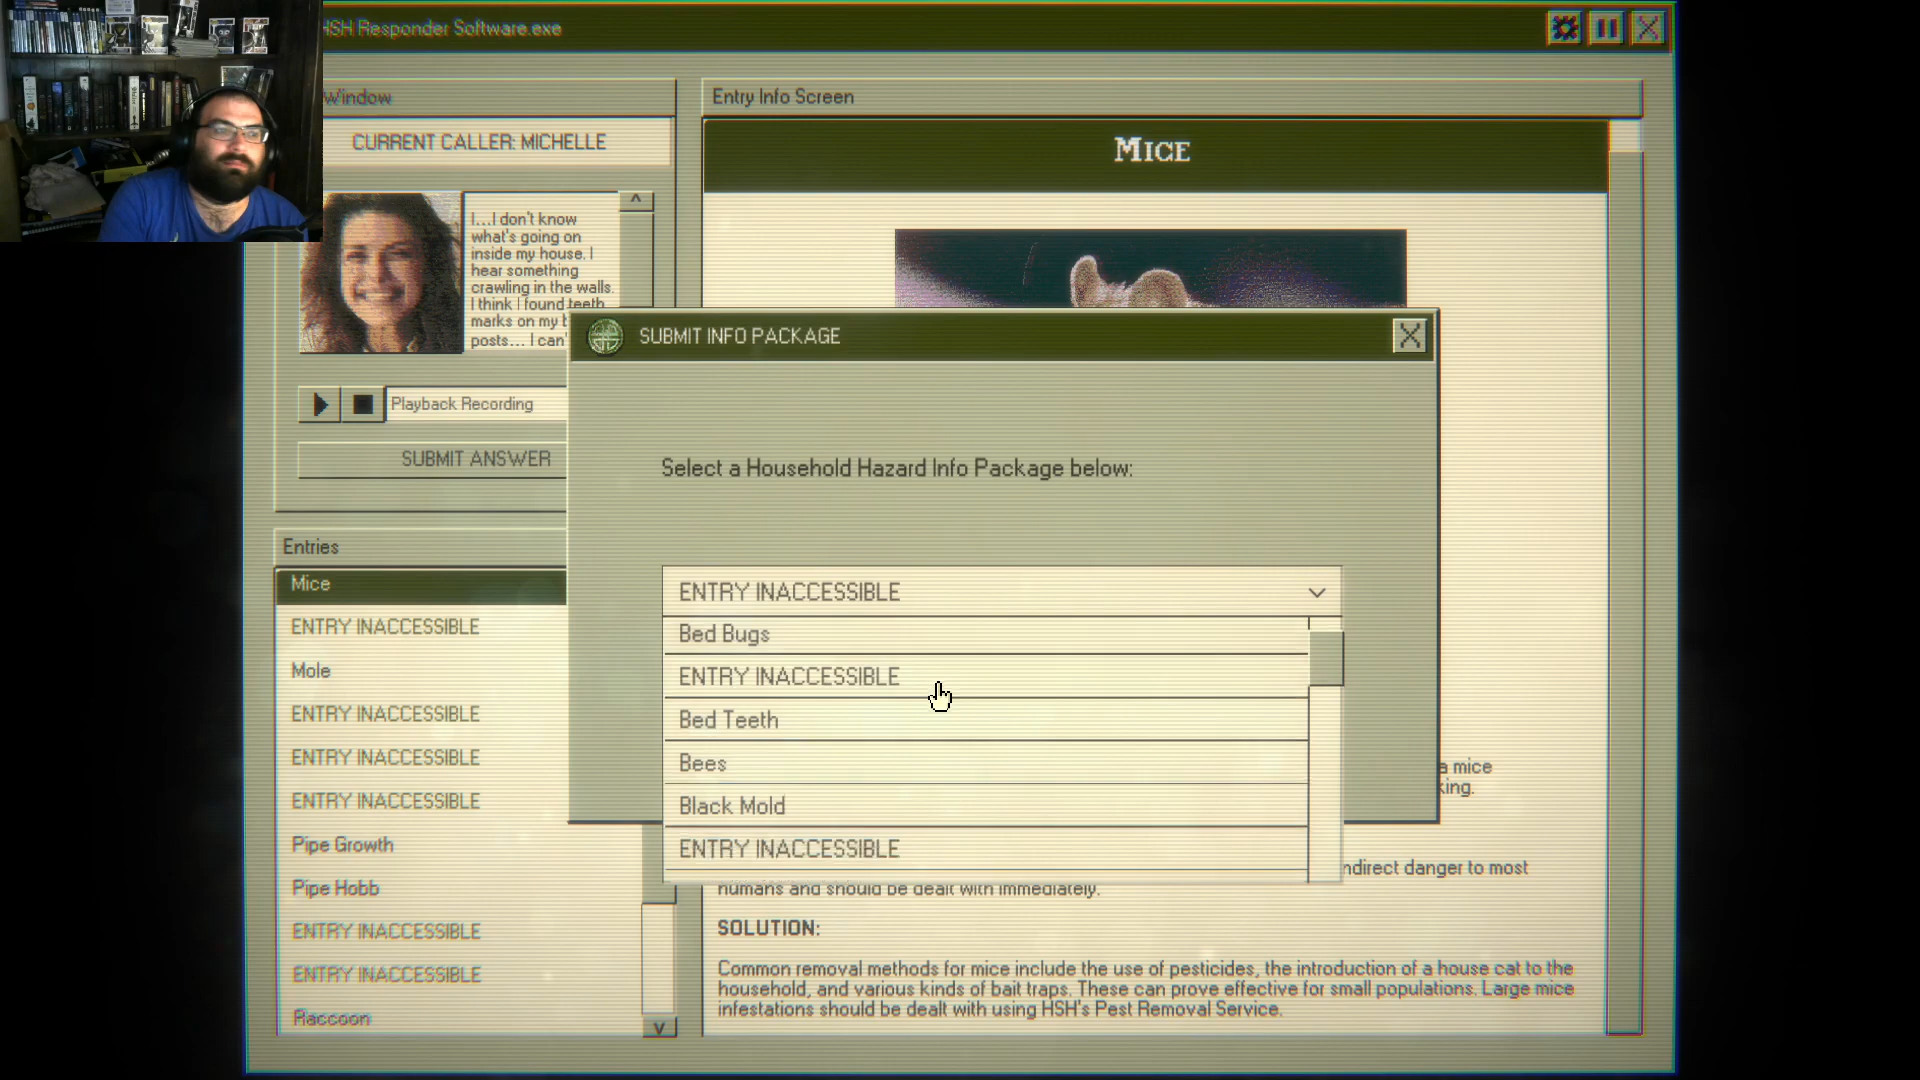 HSH Responder Software.exe
Window
CURRENT CALLER: MICHELLE
I...I don't know
what's going on
inside my house. I
hear something
crawling in the walls.
I think I found teeth
marks on my
posts... I can'
Playback Recording
SUBMIT ANSWER
Entries
Mice
ENTRY INACCESSIBLE
Mole
ENTRY INACCESSIBLE
ENTRY INACCESSIBLE
ENTRY INACCESSIBLE
Pipe Growth
Pipe Hobb
ENTRY INACCESSIBLE
ENTRY INACCESSIBLE
Raccoon
Entry Info Screen
MICE
SUBMIT INFO PACKAGE
Select a Household Hazard Info Package below:
ENTRY INACCESSIBLE
Bed Bugs
ENTRY INACCESSIBLE
Bed Teeth
Bees
Black Mold
ENTRY INACCESSIBLE
a mice
king.
ndirect danger to most
humans and should be dealt with immediately.
SOLUTION:
Common removal methods for mice include the use of pesticides, the introduction of a house cat to the
household, and various kinds of bait traps. These can prove effective for small populations. Large mice
infestations should be dealt with using HSH's Pest Removal Service.